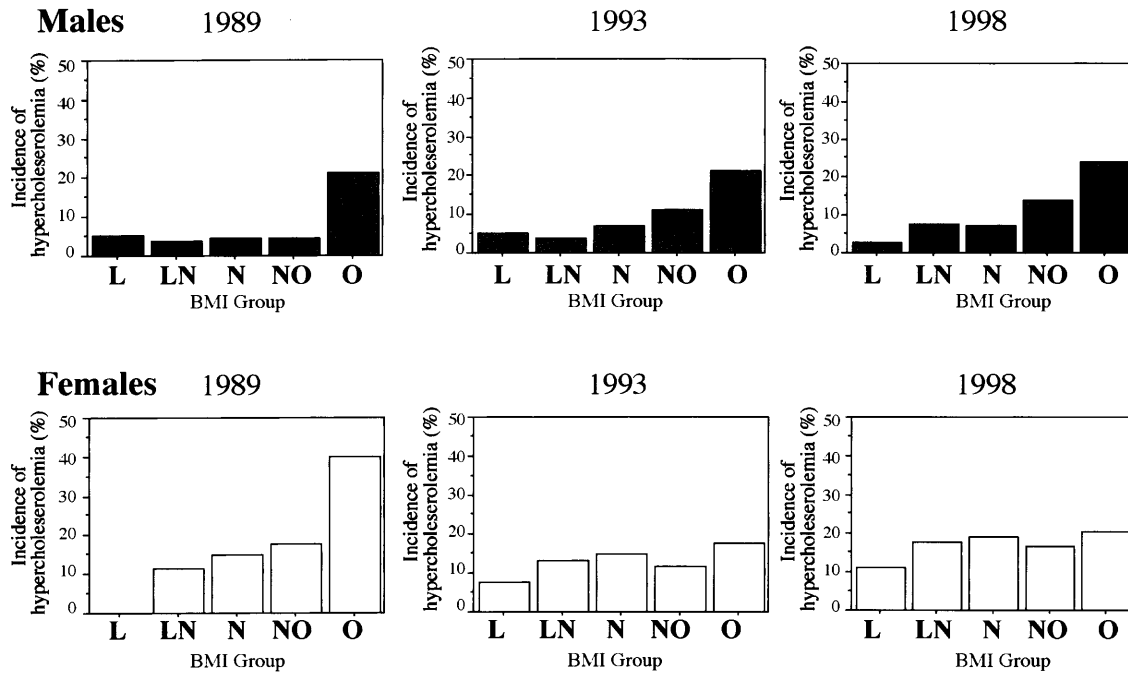 Males 1989 1993 1998
Incidence of
hypercholeserolemia (%)
50
40
30
20
10
0
L LN N NO O
BMI Group
Incidence of
hypercholeserolemia (%)
50
40
30
20
10
0
L LN N NO O
BMI Group
Incidence of
hypercholeserolemia (%)
50
40
30
20
10
0
L LN N NO O
BMI Group
Females 1989 1993 1998
Incidence of
hypercholeserolemia (%)
50
40
30
20
10
0
L LN N NO O
BMI Group
Incidence of
hypercholeserolemia (%)
50
40
30
20
10
0
L LN N NO O
BMI Group
Incidence of
hypercholeserolemia (%)
50
40
30
20
10
0
L LN N NO O
BMI Group